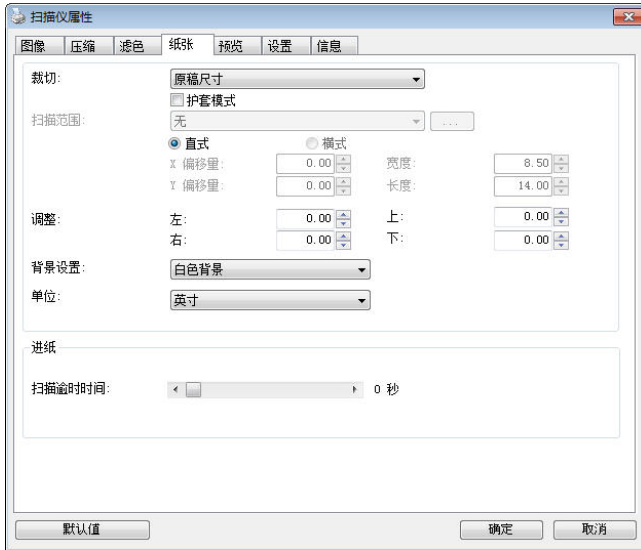 扫描仪属性
图像 压缩 滤色 纸张 预览 设置 信息
裁切: 原稿尺寸
护套模式
扫描范围: 无 ...
直式 横式
X 偏移量: 0.00 宽度: 8.50
Y 偏移量: 0.00 长度: 14.00
调整: 左: 0.00 上: 0.00
右: 0.00 下: 0.00
背景设置: 白色背景
单位: 英寸
进纸
扫描逾时时间: 0 秒
默认值 确定 取消